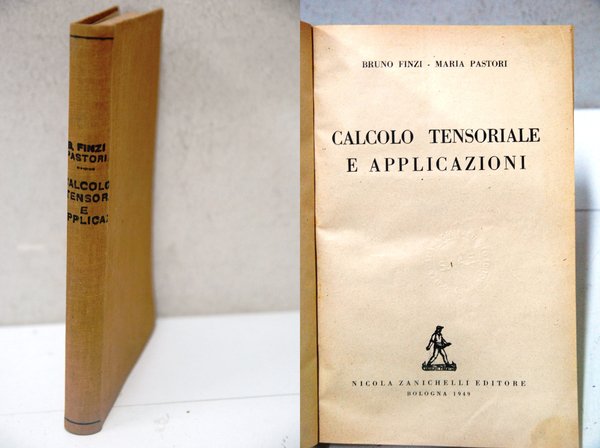 B. FINZI
PASTORI
CALCOLO
TENSOR
E
APPLICAZ
BRUNO FINZI - MARIA PASTORI
CALCOLO TENSORIALE
E APPLICAZIONI
NICOLA ZANICHELLI EDITORE
BOLOGNA 1949